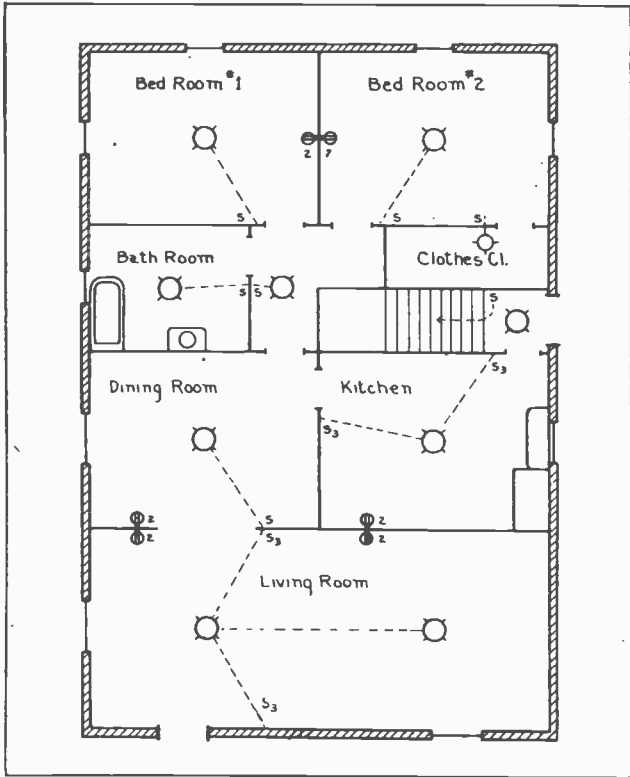 Bed Room #1
Bed Room #2
2 7
S
S
S
Bath Room
Clothes Cl.
S S
S
Dining Room
Kitchen
S3
S3
S
S3
2
2
2
2
Living Room
S3